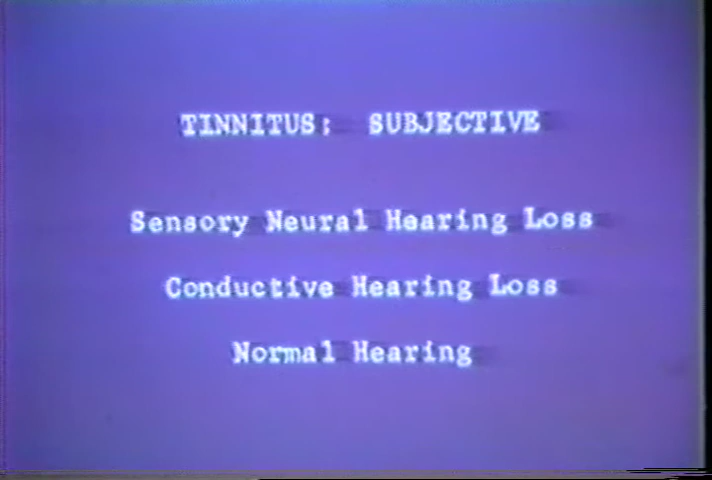 TINNITUS: SUBJECTIVE
Sensory Neural Hearing Loss
Conductive Hearing Loss
Normal Hearing